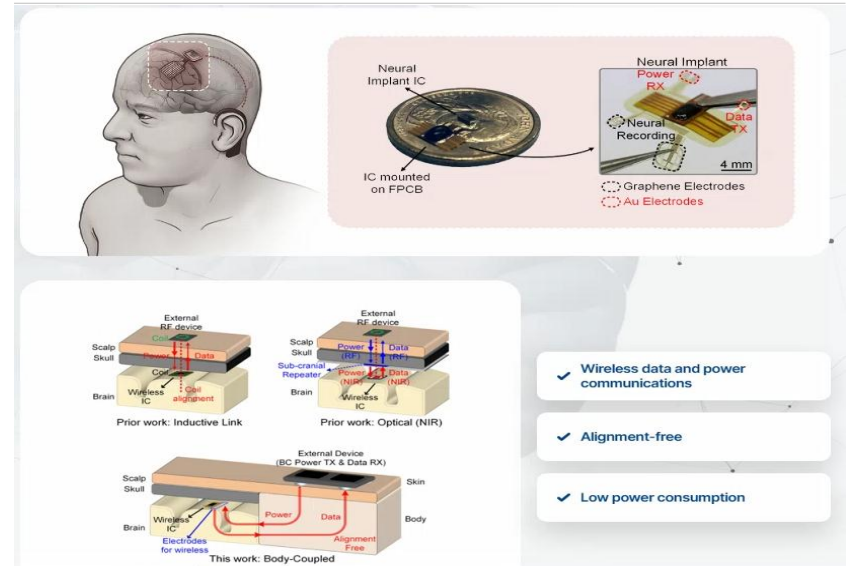 Neural
Implant IC
IC mounted
on FPCB
Neural Implant
Power
RX
Data
TX
Neural
Recording
4 mm
Graphene Electrodes
Au Electrodes
External
RF device
Coil
Scalp
Skull
Power
Data
Coil
Wireless
IC
Coil
alignment
Brain
Prior work: Inductive Link
External
RF device
Scalp
Skull
Power
(RF)
Data
(RF)
Sub-cranial
Repeater
Power
(NIR)
Data
(NIR)
Wireless
IC
Brain
Prior work: Optical (NIR)
External Device
(BC Power TX & Data RX)
Scalp
Skull
Skin
Power
Data
Wireless
IC
Brain
Body
Electrodes
for wireless
Alignment
Free
This work: Body-Coupled
Wireless data and power
communications
Alignment-free
Low power consumption